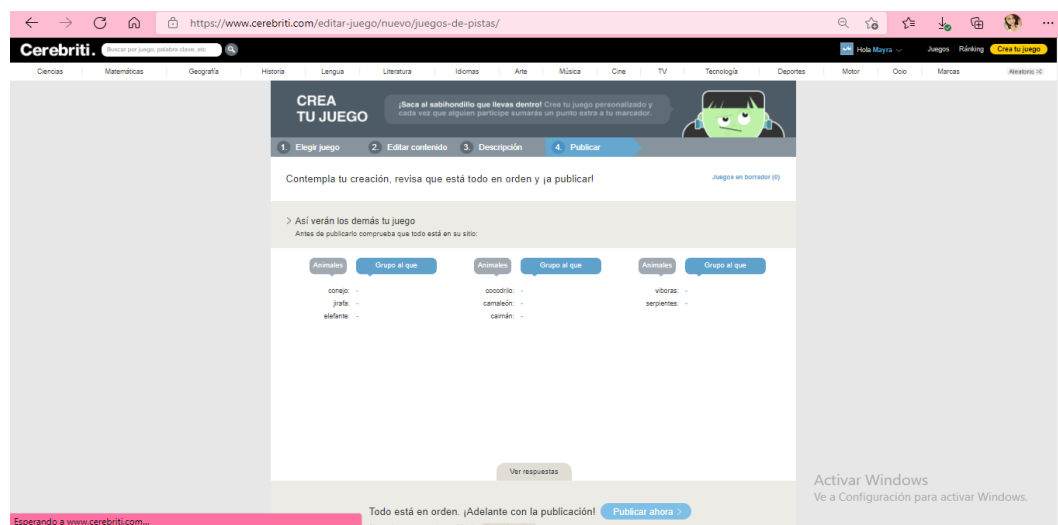 https://www.cerebriti.com/editar-juego/nuevo/juegos-de-pistas/
Cerebriti.
Buscar por juego, palabra clave, etc
Hola Mayra
Juegos
Ránking
Crea tu juego
Ciencias
Matemáticas
Geografía
Historia
Lengua
Literatura
Idiomas
Arte
Música
Cine
TV
Tecnología
Deportes
Motor
Ocio
Marcas
Aleatorio
CREA
TU JUEGO
¡Saca al sabihondillo que llevas dentro! Crea tu juego personalizado y
cada vez que alguien participe sumarás un punto extra a tu marcador.
1. Elegir juego
2. Editar contenido
3. Descripción
4. Publicar
Contempla tu creación, revisa que está todo en orden y ¡a publicar!
Juegos en borrador (0)
> Así verán los demás tu juego
Antes de publicarlo comprueba que todo está en su sitio:
Animales
Grupo al que
conejo: -
jirafa: -
elefante: -
Animales
Grupo al que
cocodrilo: -
camaleón: -
caimán: -
Animales
Grupo al que
víboras: -
serpientes: -
Ver respuestas
Todo está en orden. ¡Adelante con la publicación!
Publicar ahora >
Activar Windows
Ve a Configuración para activar Windows.
Esperando a www.cerebriti.com...